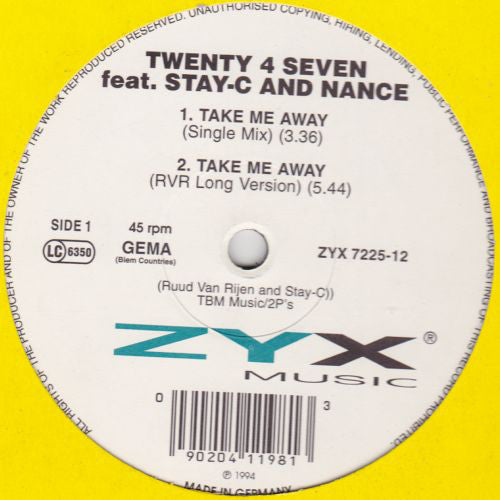 ALL RIGHTS OF THE PRODUCER AND OF THE OWNER OF THE WORK REPRODUCED RESERVED. UNAUTHORISED COPYING, HIRING, LENDING, PUBLIC PERFORMANCE AND BROADCASTING OF THIS RECORD PROHIBITED.
TWENTY 4 SEVEN
feat. STAY-C AND NANCE
1. TAKE ME AWAY
(Single Mix) (3.36)
2. TAKE ME AWAY
(RVR Long Version) (5.44)
SIDE 1
45 rpm
LC 6350
GEMA
(Biem Countries)
ZYX 7225-12
(Ruud Van Rijen and Stay-C))
TBM Music/2P's
ZYX ®
MUSIC
0 3
90204 11981
℗ 1994
MADE IN GERMANY